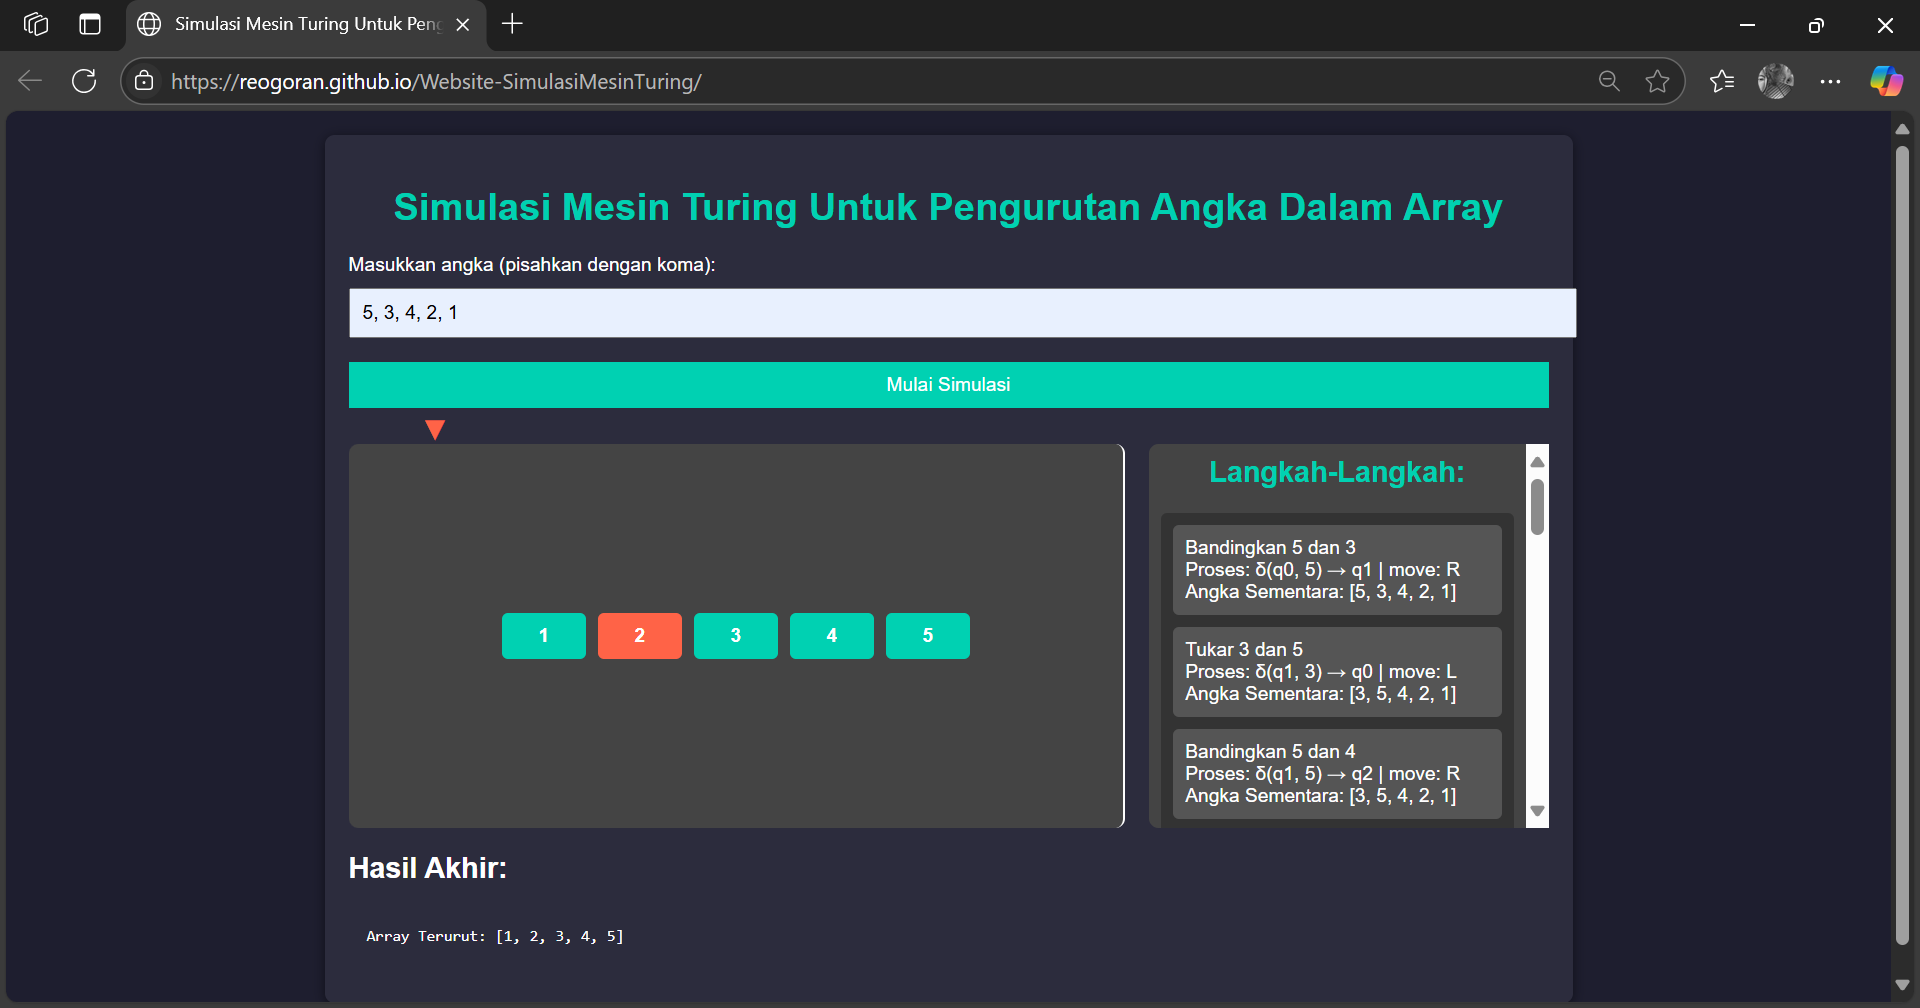 Simulasi Mesin Turing Untuk Peng
https://reogoran.github.io/Website-SimulasiMesinTuring/
Simulasi Mesin Turing Untuk Pengurutan Angka Dalam Array
Masukkan angka (pisahkan dengan koma):
5, 3, 4, 2, 1
Mulai Simulasi
1 2 3 4 5
Langkah-Langkah:
Bandingkan 5 dan 3
Proses: δ(q0, 5) → q1 | move: R
Angka Sementara: [5, 3, 4, 2, 1]
Tukar 3 dan 5
Proses: δ(q1, 3) → q0 | move: L
Angka Sementara: [3, 5, 4, 2, 1]
Bandingkan 5 dan 4
Proses: δ(q1, 5) → q2 | move: R
Angka Sementara: [3, 5, 4, 2, 1]
Hasil Akhir:
Array Terurut: [1, 2, 3, 4, 5]